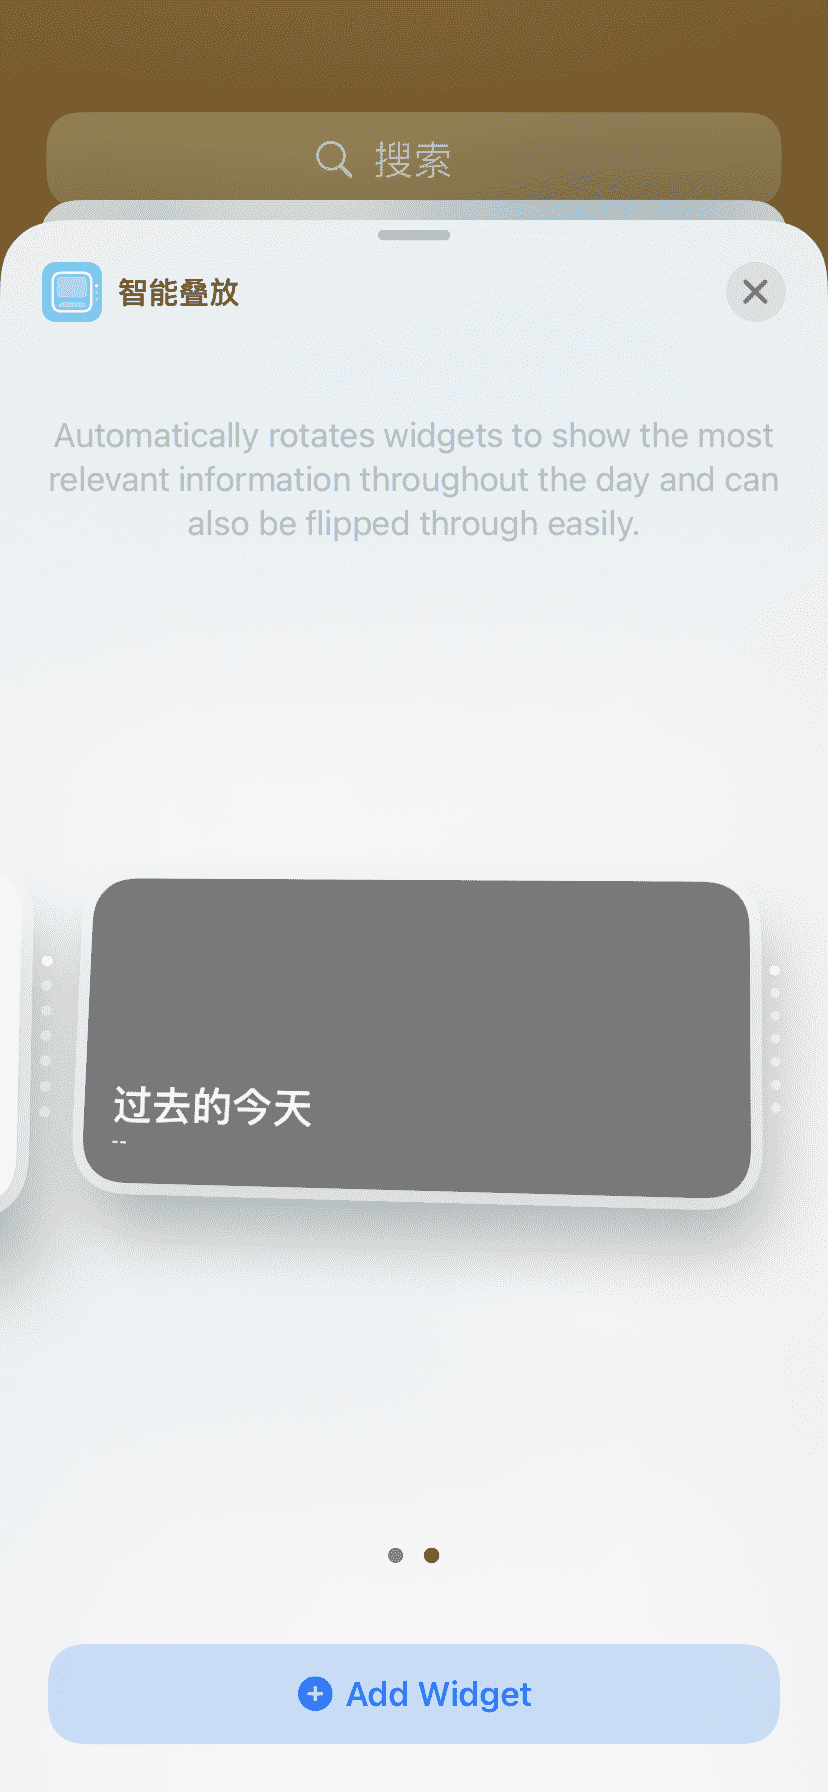 搜索
智能叠放
Automatically rotates widgets to show the most
relevant information throughout the day and can
also be flipped through easily.
过去的今天
--
Add Widget